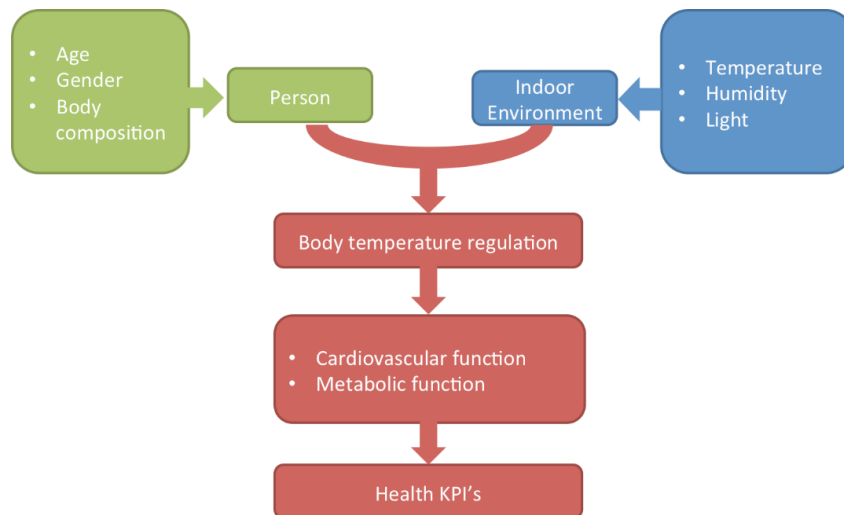 • Age
• Gender
• Body
composition
Person
Indoor
Environment
• Temperature
• Humidity
• Light
Body temperature regulation
• Cardiovascular function
• Metabolic function
Health KPI's